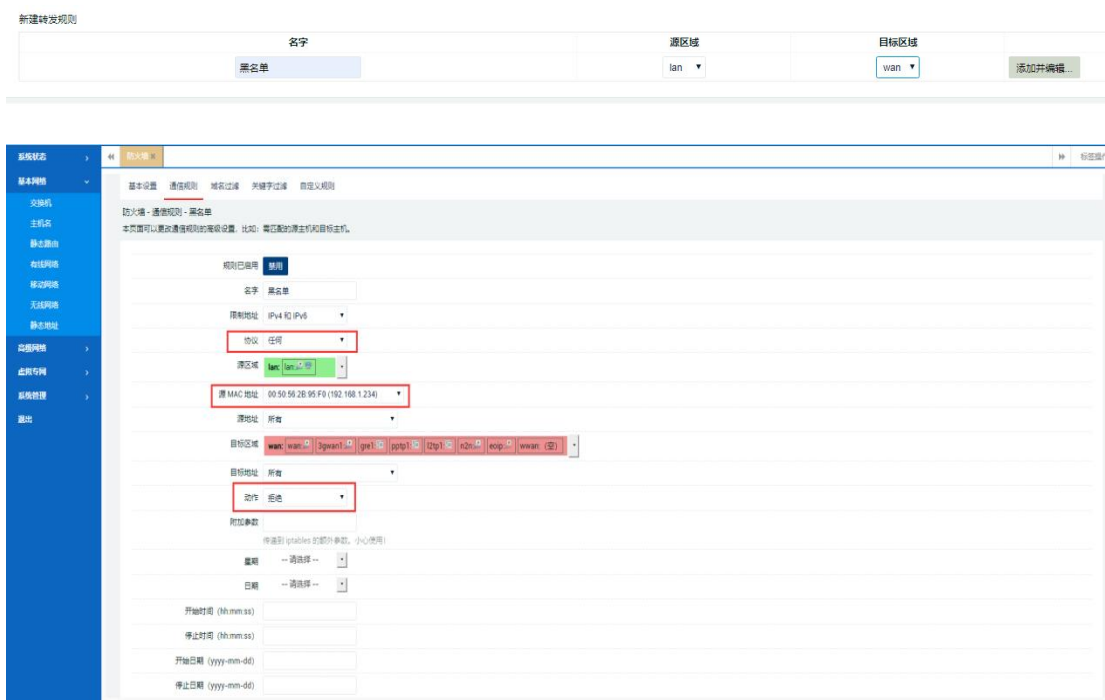 新建转发规则
名字 源区域 目标区域
黑名单 lan wan 添加并编辑...
系统状态 防火墙 标签操作
基本网络
交换机
主机名
静态路由
有线网络
移动网络
无线网络
静态地址
高级网络
虚拟专网
系统管理
退出
基本设置 通信规则 域名过滤 关键字过滤 自定义规则
防火墙 - 通信规则 - 黑名单
本页面可以更改通信规则的高级设置，比如：需匹配的源主机和目标主机。
规则已启用 禁用
名字 黑名单
限制地址 IPv4 和 IPv6
协议 任何
源区域 lan: lan:
源 MAC 地址 00:50:56:2B:95:F0 (192.168.1.234)
源地址 所有
目标区域 wan: wan: 3gwan1: gre1: pptp1: l2tp1: n2n: eoip: wwan: (空)
目标地址 所有
动作 拒绝
附加参数
传递到 iptables 的额外参数。小心使用！
星期 -- 请选择 --
日期 -- 请选择 --
开始时间 (hh:mm:ss)
停止时间 (hh:mm:ss)
开始日期 (yyyy-mm-dd)
停止日期 (yyyy-mm-dd)